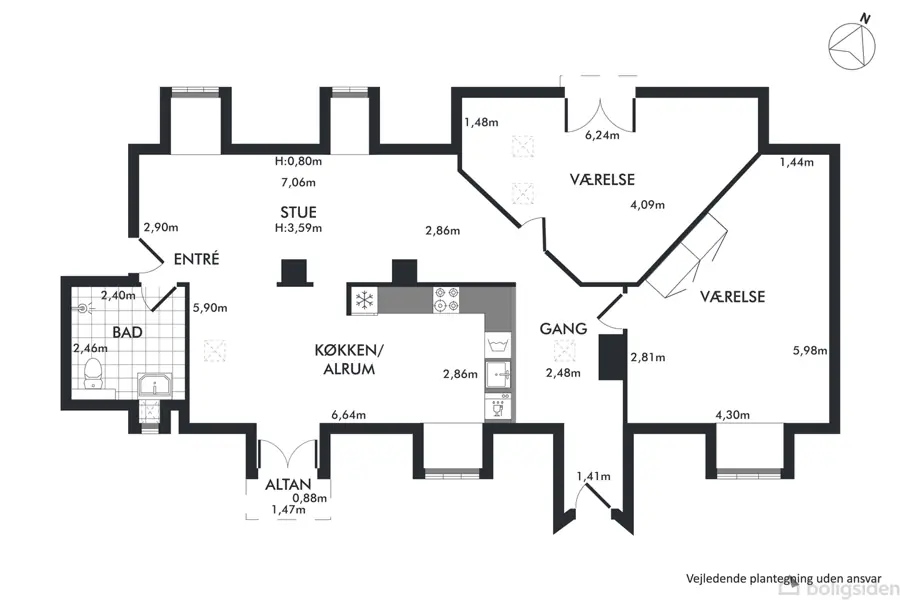 N
1,48m
6,24m
H:0,80m
7,06m
VÆRELSE
1,44m
4,09m
STUE
H:3,59m
2,90m
2,86m
ENTRÉ
2,40m
5,90m
VÆRELSE
BAD
GANG
2,46m
KØKKEN/
ALRUM
2,86m
2,48m
2,81m
5,98m
6,64m
4,30m
1,41m
ALTAN
0,88m
1,47m
Vejledende plantegning uden ansvar
boligsiden